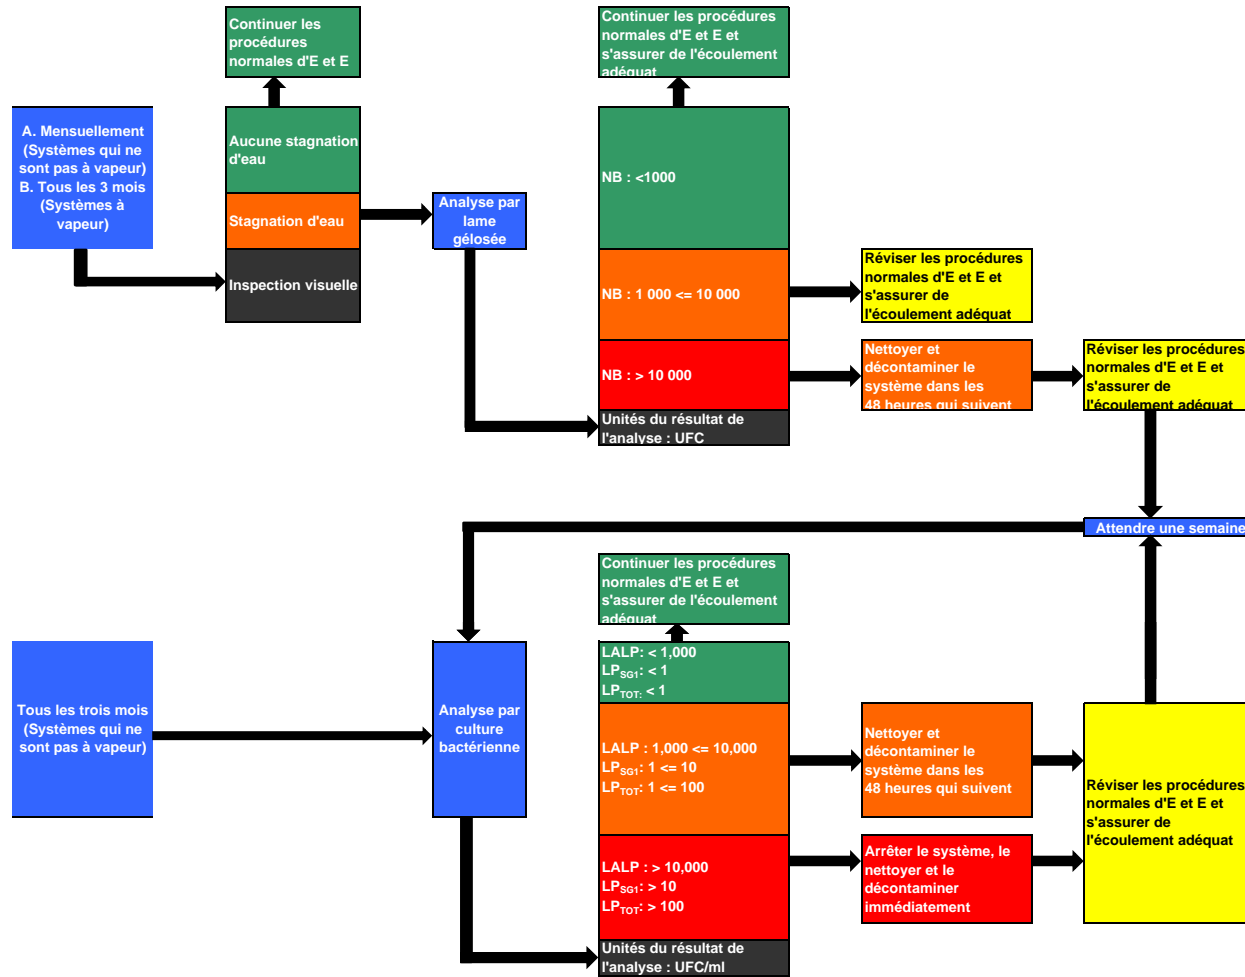 Continuer les
procédures
normales d'E et E
Continuer les procédures
normales d'E et E et
s'assurer de l'écoulement
adéquat
A. Mensuellement
(Systèmes qui ne
sont pas à vapeur)
B. Tous les 3 mois
(Systèmes à
vapeur)
Aucune stagnation
d'eau
Stagnation d'eau
Inspection visuelle
Analyse par
lame
gélosée
NB : <1000
NB : 1 000 <= 10 000
NB : > 10 000
Unités du résultat de
l'analyse : UFC
Réviser les procédures
normales d'E et E et
s'assurer de
l'écoulement adéquat
Nettoyer et
décontaminer le
système dans les
48 heures qui suivent
Réviser les procédures
normales d'E et E et
s'assurer de
l'écoulement adéquat
Attendre une semaine
Continuer les procédures
normales d'E et E et
s'assurer de l'écoulement
adéquat
Tous les trois mois
(Systèmes qui ne
sont pas à vapeur)
Analyse par
culture
bactérienne
LALP: < 1,000
LPSG1: < 1
LPTOT: < 1
LALP : 1,000 <= 10,000
LPSG1: 1 <= 10
LPTOT: 1 <= 100
LALP : > 10,000
LPSG1: > 10
LPTOT: > 100
Unités du résultat de
l'analyse : UFC/ml
Nettoyer et
décontaminer le
système dans les
48 heures qui suivent
Arrêter le système, le
nettoyer et le
décontaminer
immédiatement
Réviser les procédures
normales d'E et E et
s'assurer de
l'écoulement adéquat